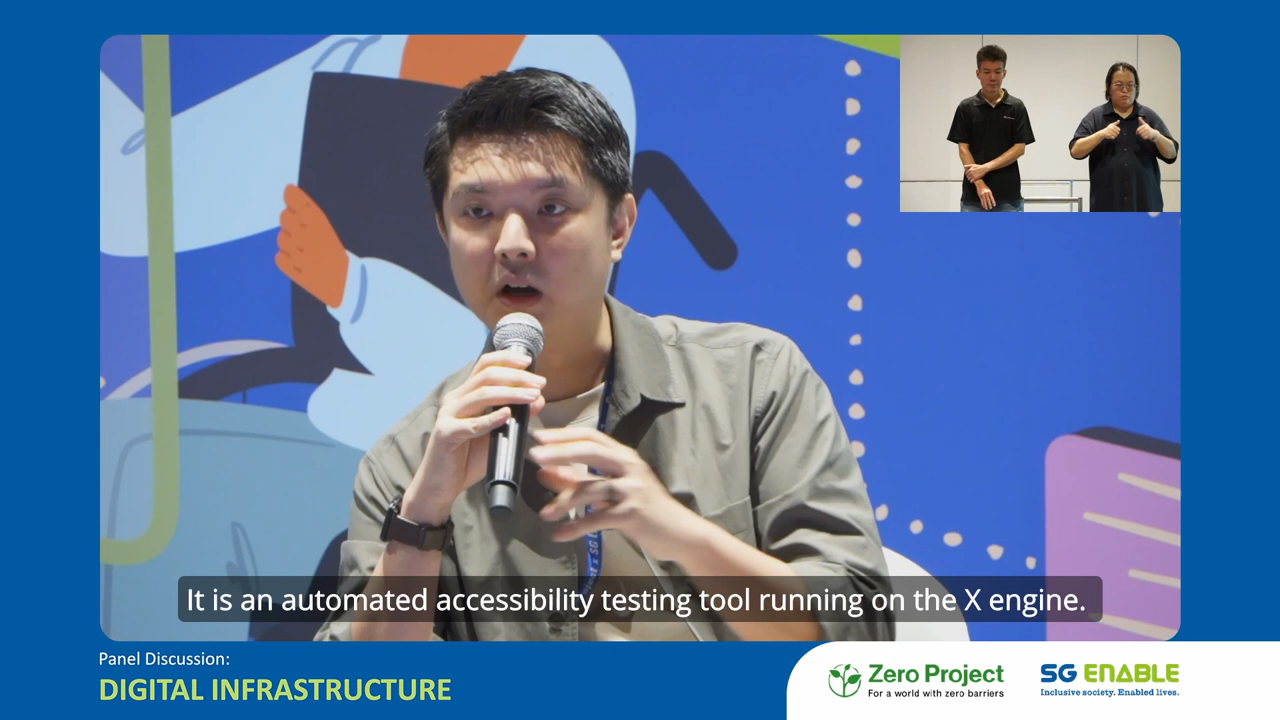 It is an automated accessibility testing tool running on the X engine.
Panel Discussion:
DIGITAL INFRASTRUCTURE
Zero Project
For a world with zero barriers
SG ENABLE
Inclusive society. Enabled lives.